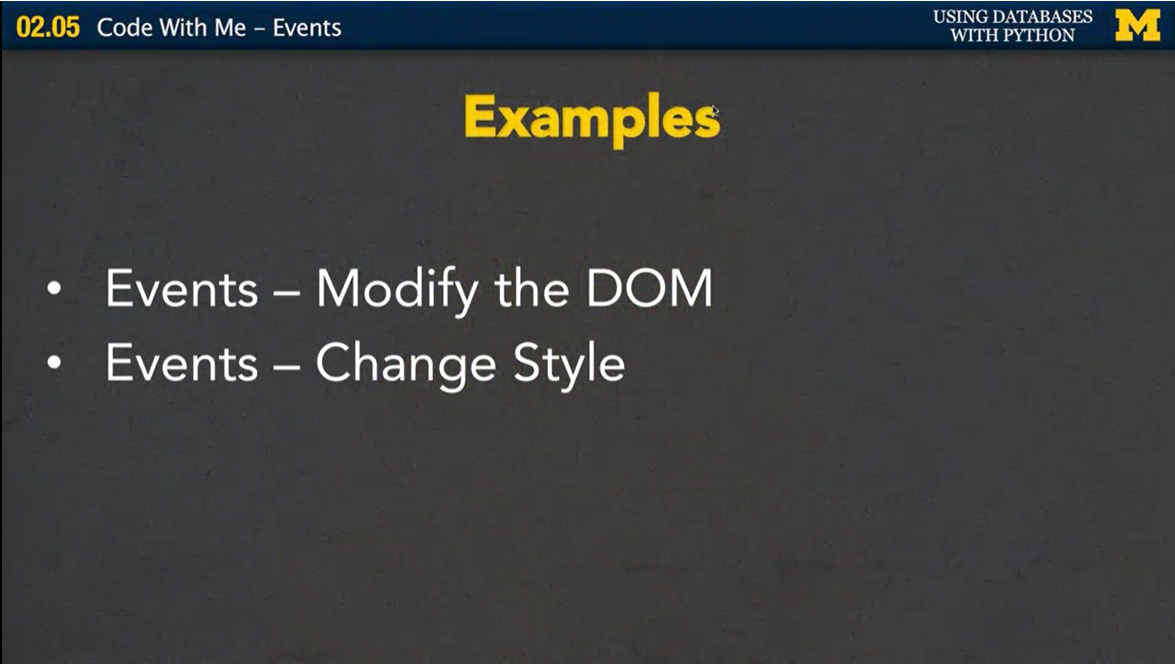 02.05 Code With Me – Events
USING DATABASES
WITH PYTHON
M
Examples
• Events – Modify the DOM
• Events – Change Style